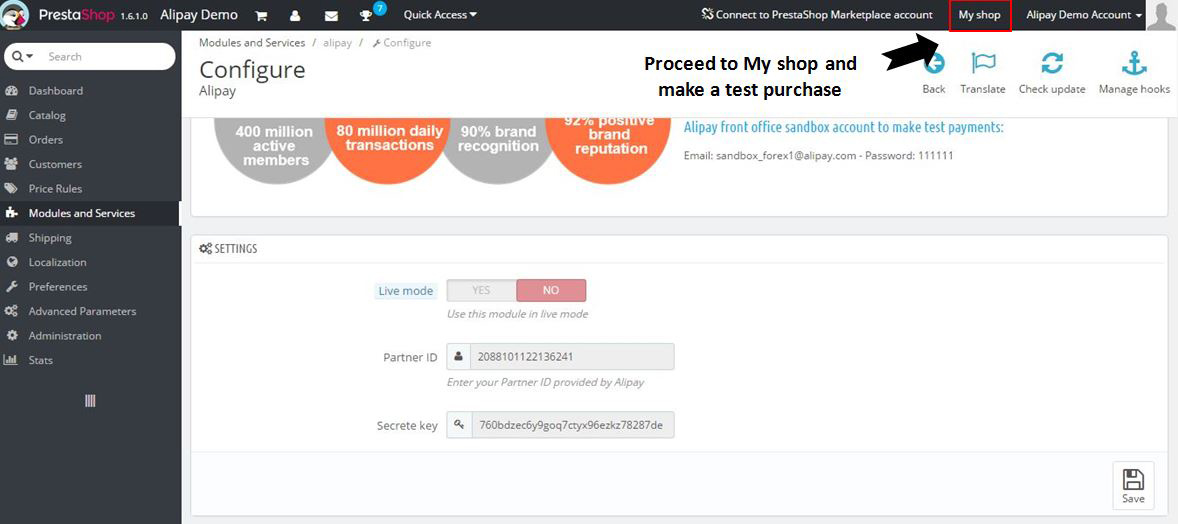 PrestaShop 1.6.1.0 Alipay Demo 7 Quick Access Connect to PrestaShop Marketplace account My shop Alipay Demo Account
Search
Modules and Services / alipay / Configure
Configure
Alipay
Proceed to My shop and
make a test purchase
Back Translate Check update Manage hooks
Dashboard
Catalog
Orders
Customers
Price Rules
Modules and Services
Shipping
Localization
Preferences
Advanced Parameters
Administration
Stats
400 million
active
members
80 million daily
transactions
90% brand
recognition
92% positive
brand
reputation
Alipay front office sandbox account to make test payments:
Email: sandbox_forex1@alipay.com - Password: 111111
SETTINGS
Live mode YES NO
Use this module in live mode
Partner ID 2088101122136241
Enter your Partner ID provided by Alipay
Secrete key 760bdzec6y9goq7ctyx96ezkz78287de
Save